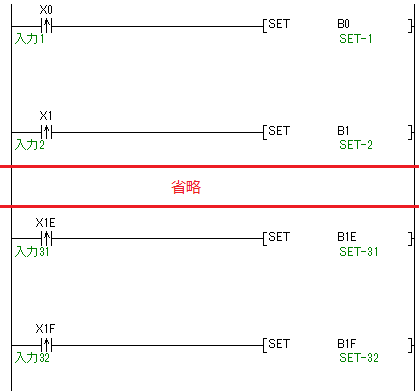 X0
SET B0
入力1 SET-1
X1
SET B1
入力2 SET-2
省略
X1E
SET B1E
入力31 SET-31
X1F
SET B1F
入力32 SET-32